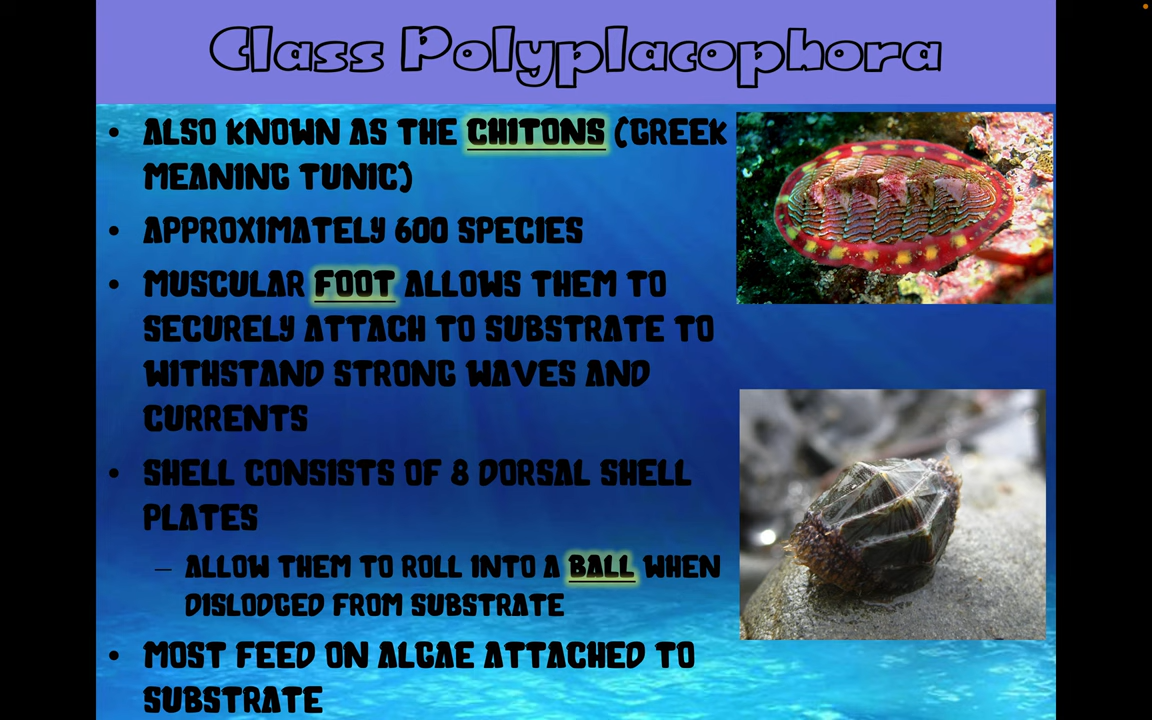 Class Polyplacophora
• ALSO KNOWN AS THE CHITONS (GREEK
MEANING TUNIC)
• APPROXIMATELY 600 SPECIES
• MUSCULAR FOOT ALLOWS THEM TO
SECURELY ATTACH TO SUBSTRATE TO
WITHSTAND STRONG WAVES AND
CURRENTS
• SHELL CONSISTS OF 8 DORSAL SHELL
PLATES
– ALLOW THEM TO ROLL INTO A BALL WHEN
DISLODGED FROM SUBSTRATE
• MOST FEED ON ALGAE ATTACHED TO
SUBSTRATE